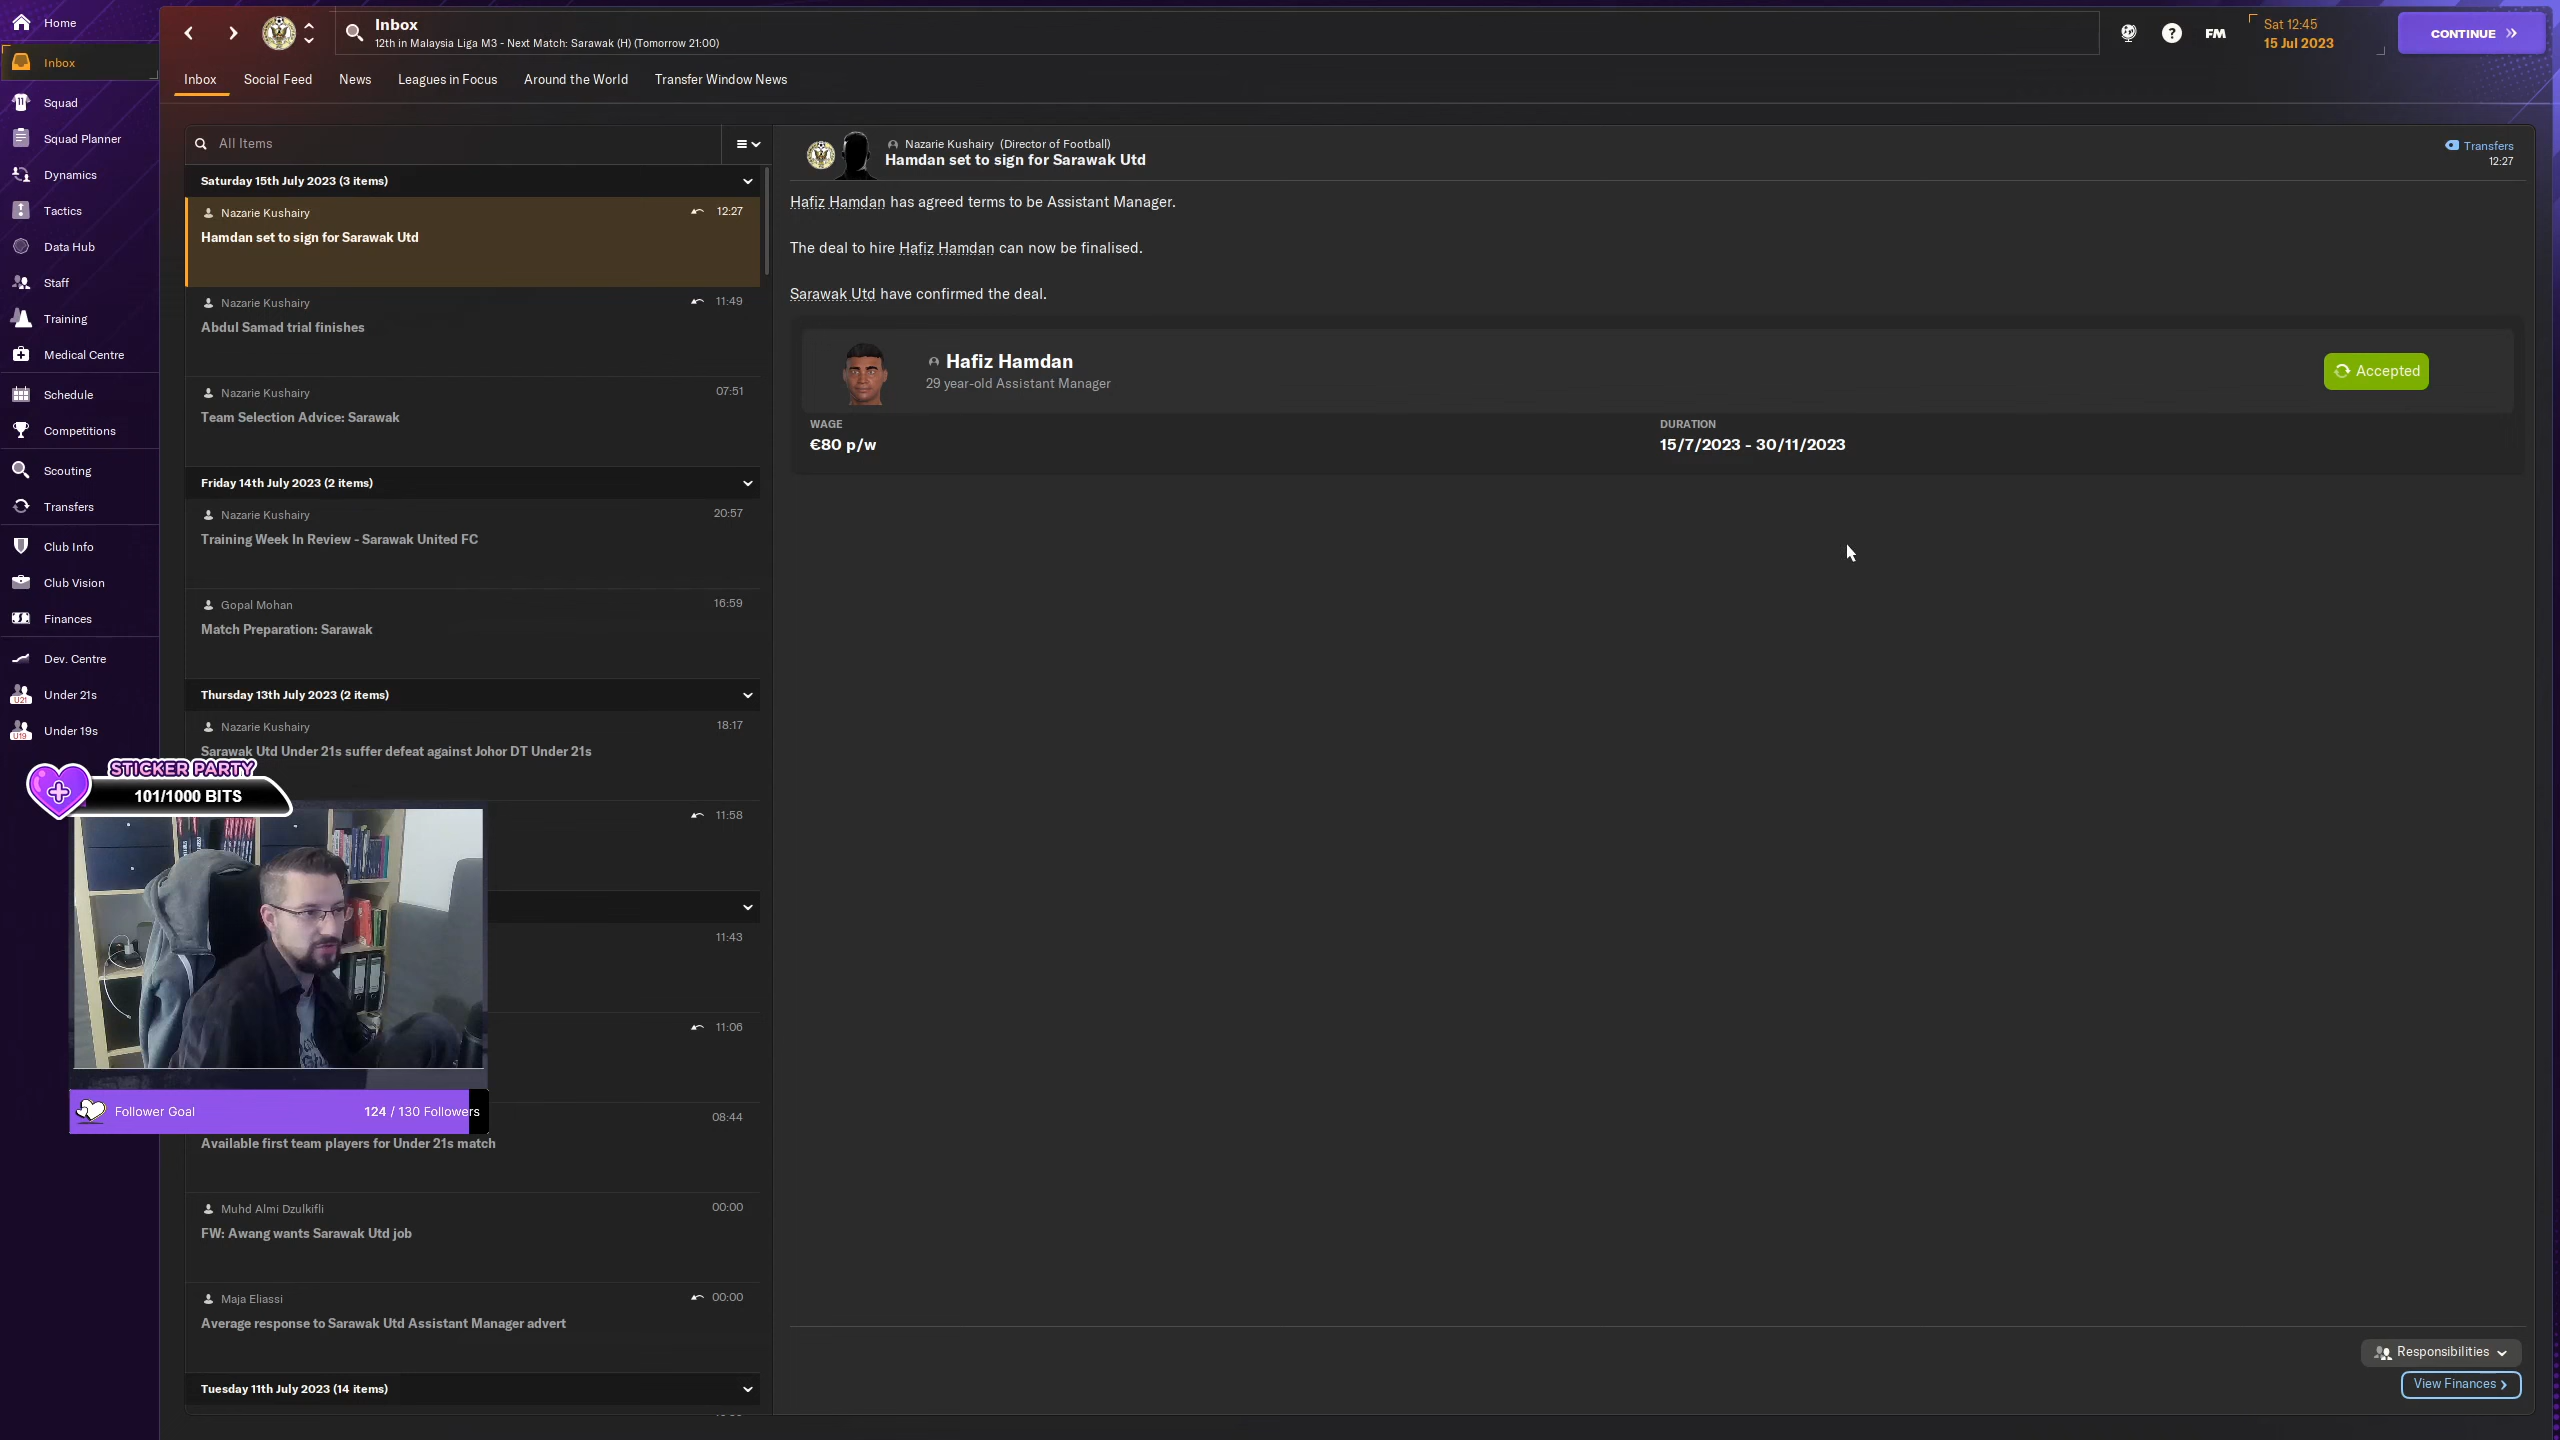 Home
Inbox
Squad
Squad Planner
Dynamics
Tactics
Data Hub
Staff
Training
Medical Centre
Schedule
Competitions
Scouting
Transfers
Club Info
Club Vision
Finances
Dev. Centre
Under 21s
Under 19s
Inbox
12th in Malaysia Liga M3 - Next Match: Sarawak (H) (Tomorrow 21:00)
FM
Sat 12:45
15 Jul 2023
CONTINUE
Inbox
Social Feed
News
Leagues in Focus
Around the World
Transfer Window News
All Items
Saturday 15th July 2023 (3 items)
Nazarie Kushairy 12:27
Hamdan set to sign for Sarawak Utd
Nazarie Kushairy 11:49
Abdul Samad trial finishes
Nazarie Kushairy 07:51
Team Selection Advice: Sarawak
Friday 14th July 2023 (2 items)
Nazarie Kushairy 20:57
Training Week In Review - Sarawak United FC
Gopal Mohan 16:59
Match Preparation: Sarawak
Thursday 13th July 2023 (2 items)
Nazarie Kushairy 18:17
Sarawak Utd Under 21s suffer defeat against Johor DT Under 21s
11:58
11:43
11:06
08:44
Available first team players for Under 21s match
Muhd Almi Dzulkifli 00:00
FW: Awang wants Sarawak Utd job
Maja Eliassi 00:00
Average response to Sarawak Utd Assistant Manager advert
Tuesday 11th July 2023 (14 items)
Nazarie Kushairy (Director of Football)
Hamdan set to sign for Sarawak Utd
Transfers
12:27
Hafiz Hamdan has agreed terms to be Assistant Manager.
The deal to hire Hafiz Hamdan can now be finalised.
Sarawak Utd have confirmed the deal.
Hafiz Hamdan
29 year-old Assistant Manager
Accepted
WAGE
€80 p/w
DURATION
15/7/2023 - 30/11/2023
Responsibilities
View Finances
STICKER PARTY
101/1000 BITS
Follower Goal
124 / 130 Followers